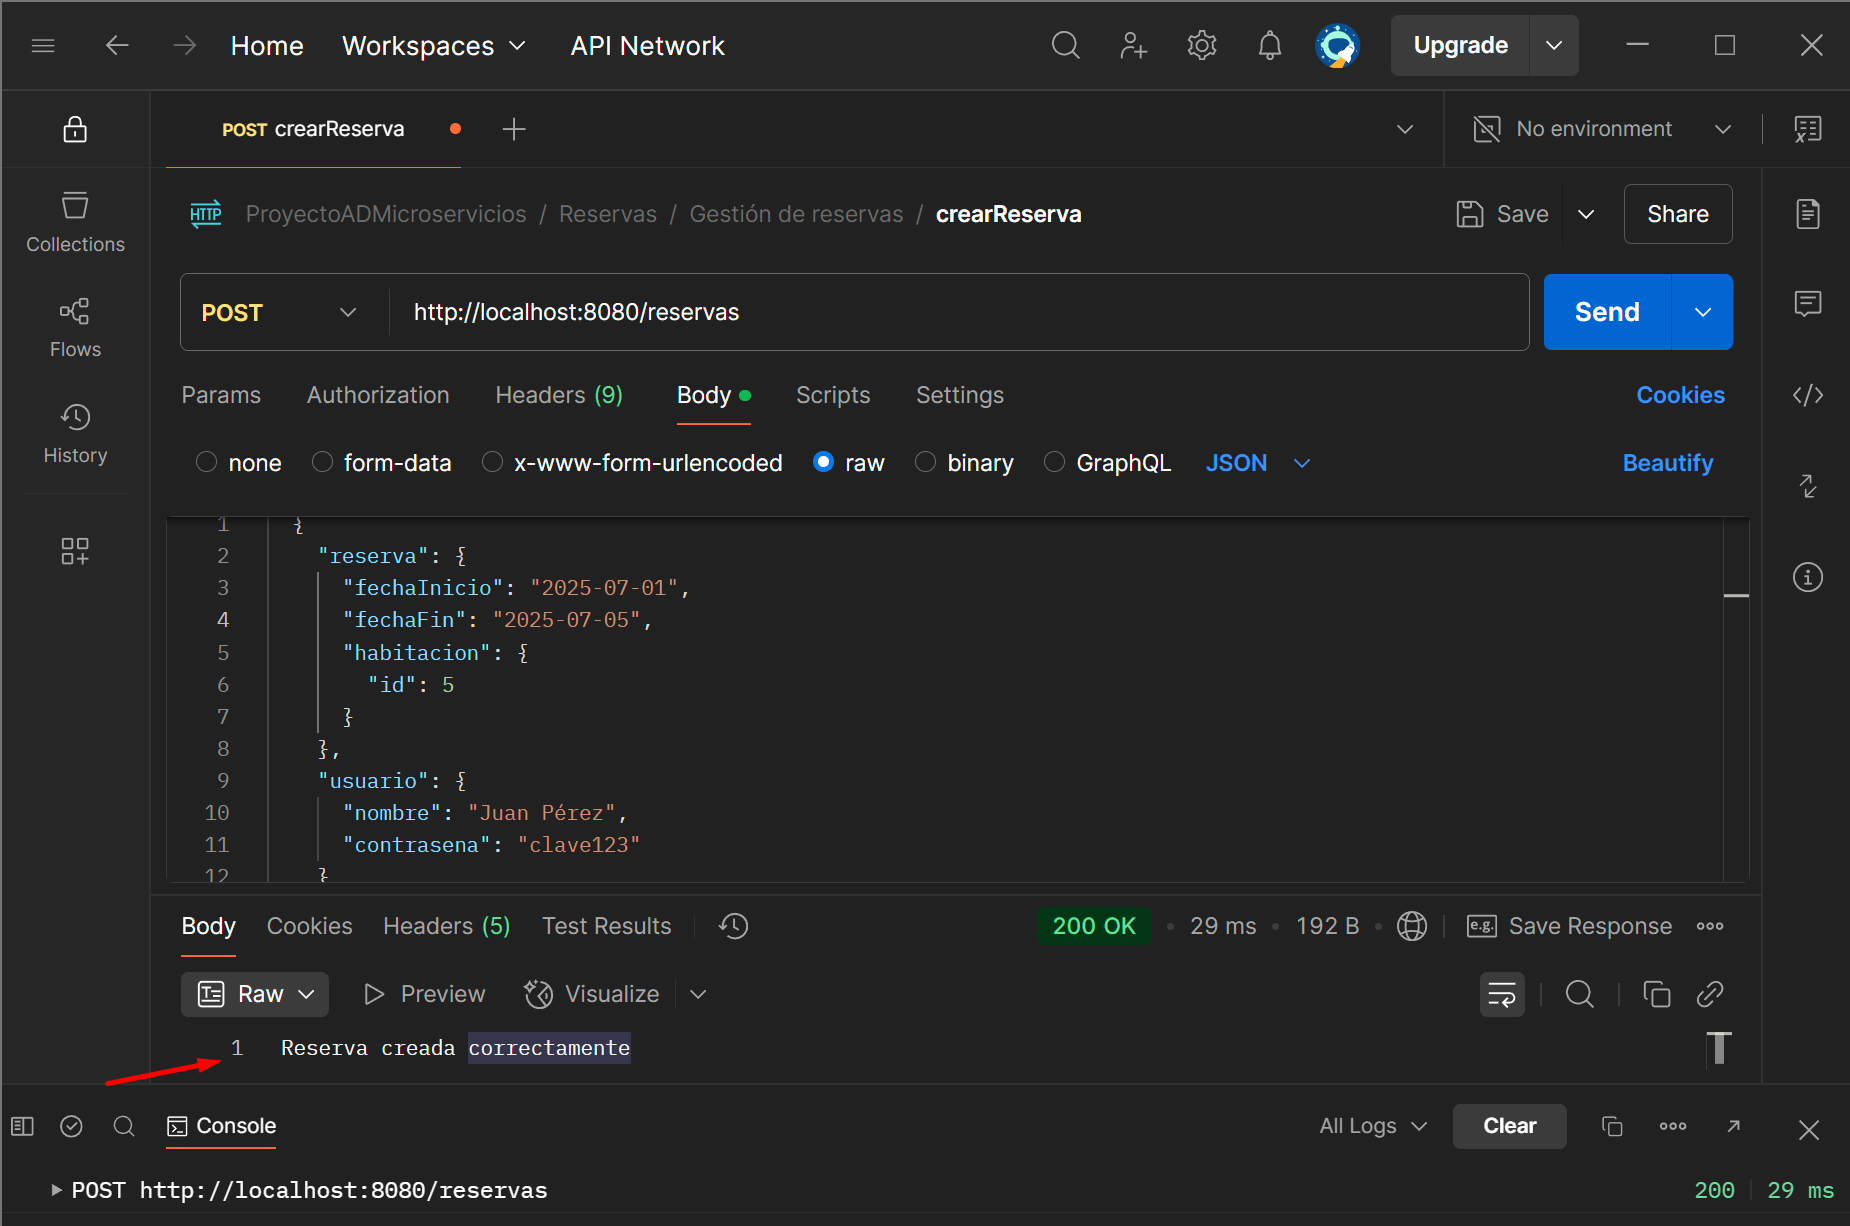 Home Workspaces API Network Upgrade
POST crearReserva No environment
HTTP ProyectoADMicroservicios / Reservas / Gestión de reservas / crearReserva Save Share
POST http://localhost:8080/reservas Send
Params Authorization Headers (9) Body Scripts Settings Cookies
none form-data x-www-form-urlencoded raw binary GraphQL JSON Beautify
Collections
Flows
History
1 {
2 "reserva": {
3 "fechaInicio": "2025-07-01",
4 "fechaFin": "2025-07-05",
5 "habitacion": {
6 "id": 5
7 }
8 },
9 "usuario": {
10 "nombre": "Juan Pérez",
11 "contrasena": "clave123"
12 }
Body Cookies Headers (5) Test Results 200 OK • 29 ms • 192 B • e.g. Save Response
Raw Preview Visualize
1 Reserva creada correctamente
Console All Logs Clear
POST http://localhost:8080/reservas 200 29 ms